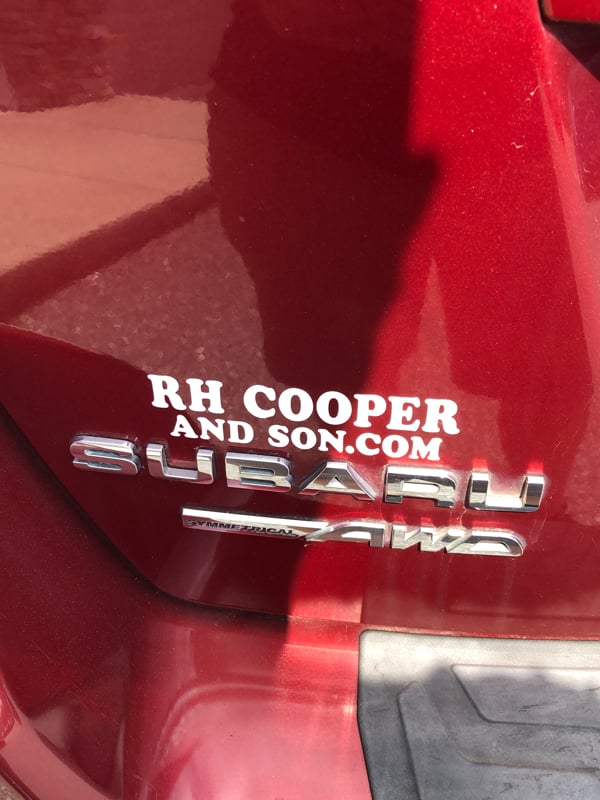 RH COOPER
AND SON.COM
SUBARU
SYMMETRICAL AWD